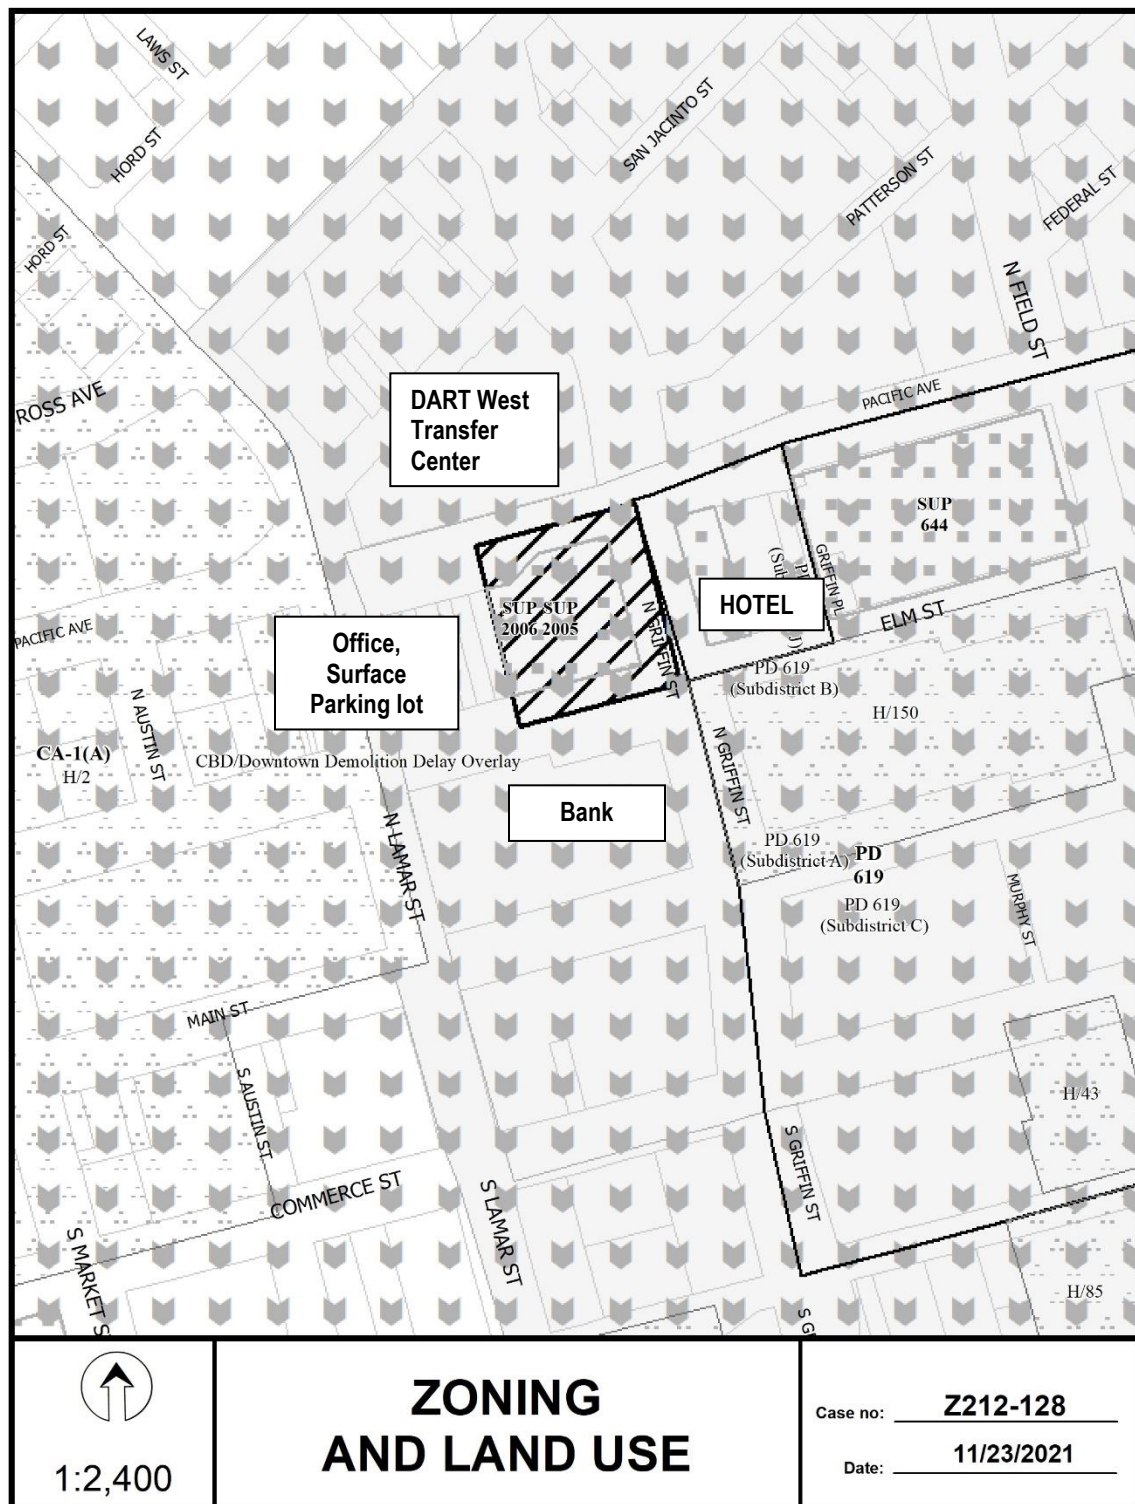 LAWS ST
HORD ST
HORD ST
SAN JACINTO ST
PATTERSON ST
FEDERAL ST
N FIELD ST
ROSS AVE
PACIFIC AVE
DART West
Transfer
Center
SUP
644
SUP SUP
2006 2005
N GRIFFIN ST
HOTEL
GRIFFIN PL
ELM ST
PACIFIC AVE
Office,
Surface
Parking lot
PD 619
(Subdistrict B)
H/150
N AUSTIN ST
CA-1(A)
H/2
CBD/Downtown Demolition Delay Overlay
N GRIFFIN ST
Bank
N LAMAR ST
PD 619
(Subdistrict A)
PD
619
PD 619
(Subdistrict C)
MURPHY ST
MAIN ST
S AUSTIN ST
H/43
COMMERCE ST
S GRIFFIN ST
S LAMAR ST
S MARKET S
H/85
1:2,400
ZONING
AND LAND USE
Case no: Z212-128
Date: 11/23/2021